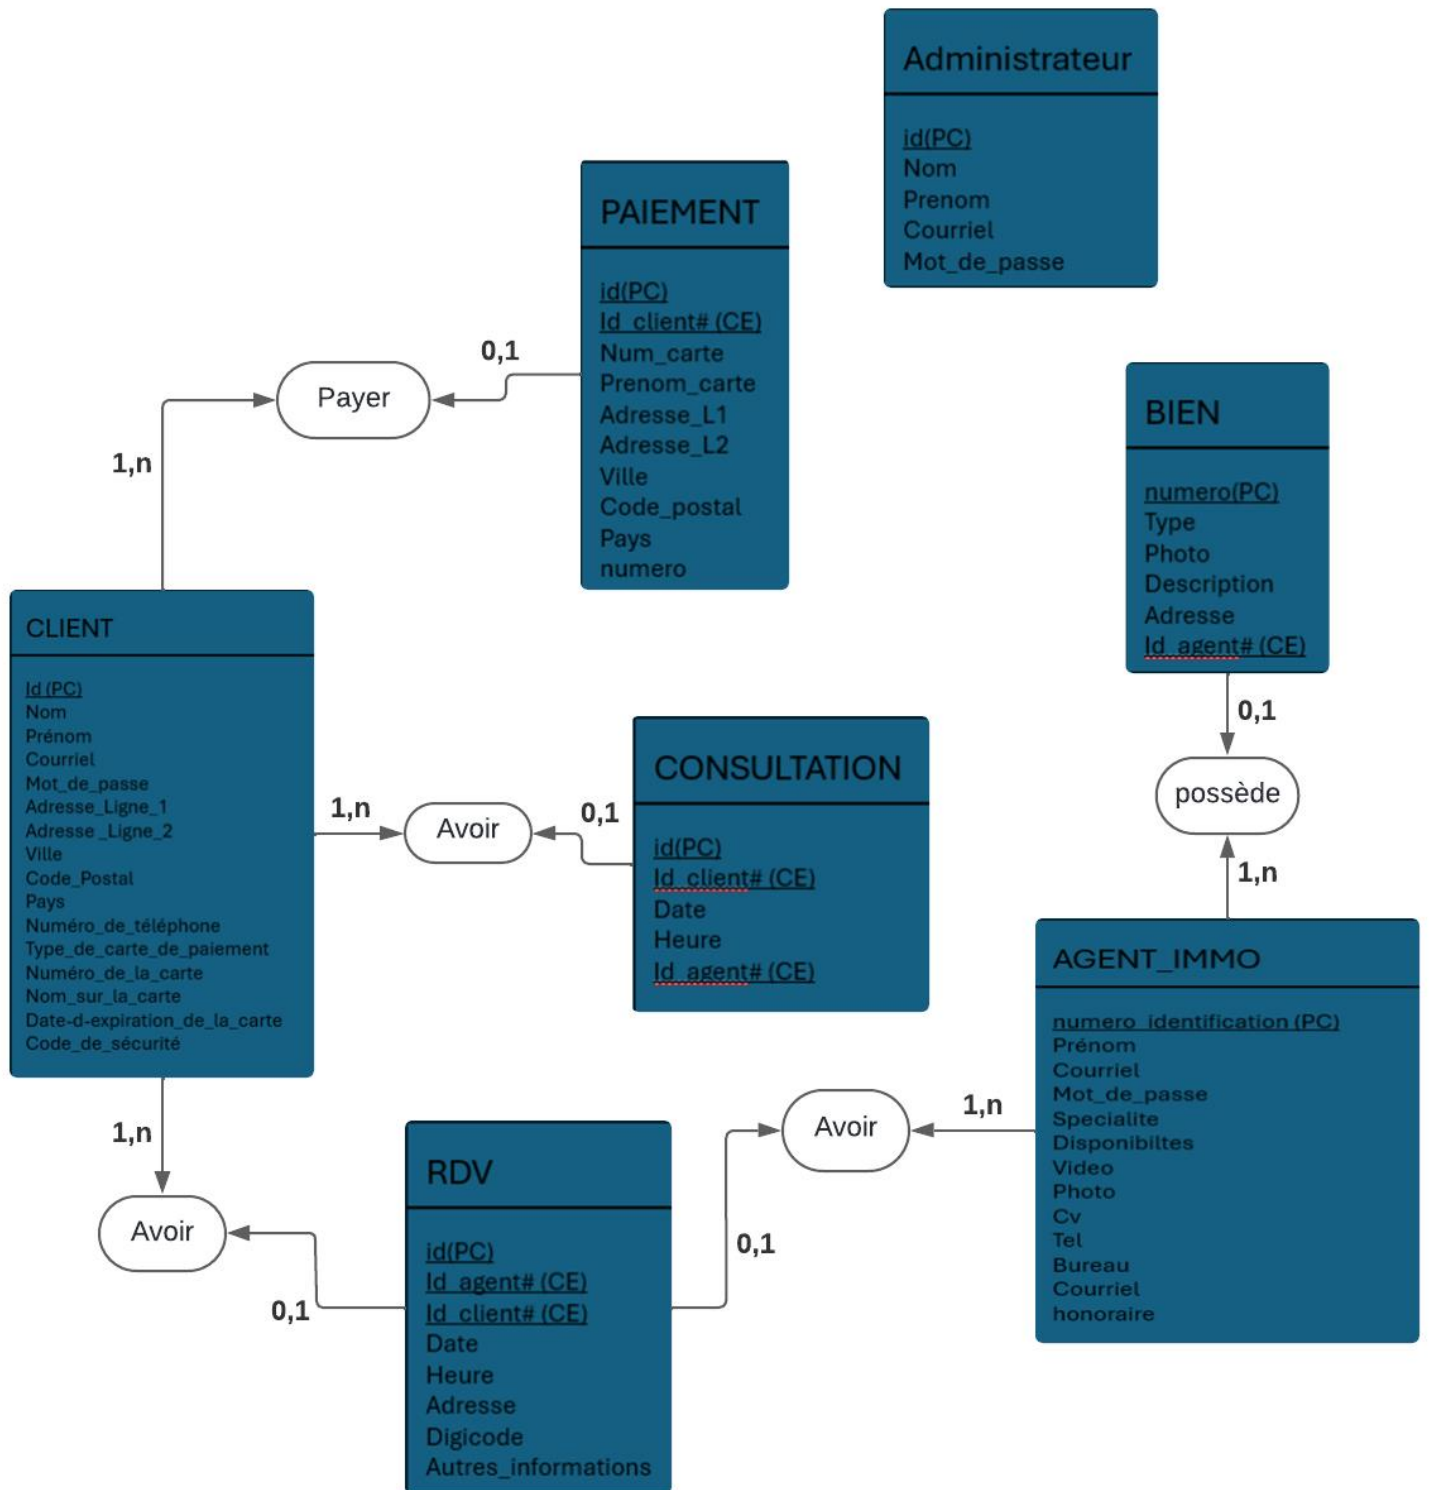 Administrateur
id(PC)
Nom
Prenom
Courriel
Mot_de_passe
PAIEMENT
id(PC)
Id_client# (CE)
Num_carte
Prenom_carte
Adresse_L1
Adresse_L2
Ville
Code_postal
Pays
numero
0,1
Payer
1,n
BIEN
numero(PC)
Type
Photo
Description
Adresse
Id_agent# (CE)
0,1
possède
1,n
CLIENT
Id (PC)
Nom
Prénom
Courriel
Mot_de_passe
Adresse_Ligne_1
Adresse _Ligne_2
Ville
Code_Postal
Pays
Numéro_de_téléphone
Type_de_carte_de_paiement
Numéro_de_la_carte
Nom_sur_la_carte
Date-d-expiration_de_la_carte
Code_de_sécurité
1,n
Avoir
0,1
CONSULTATION
id(PC)
Id_client# (CE)
Date
Heure
Id_agent# (CE)
AGENT_IMMO
numero_identification (PC)
Prénom
Courriel
Mot_de_passe
Specialite
Disponibiltes
Video
Photo
Cv
Tel
Bureau
Courriel
honoraire
1,n
Avoir
0,1
1,n
Avoir
0,1
RDV
id(PC)
Id_agent# (CE)
Id_client# (CE)
Date
Heure
Adresse
Digicode
Autres_informations